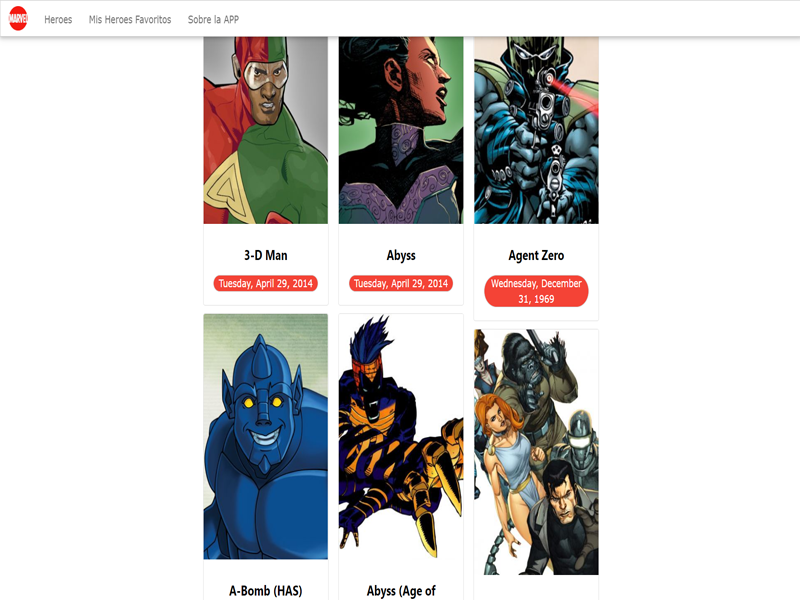 MARVEL
Heroes
Mis Heroes Favoritos
Sobre la APP
3-D Man
Tuesday, April 29, 2014
Abyss
Tuesday, April 29, 2014
Agent Zero
Wednesday, December
31, 1969
A-Bomb (HAS)
Abyss (Age of